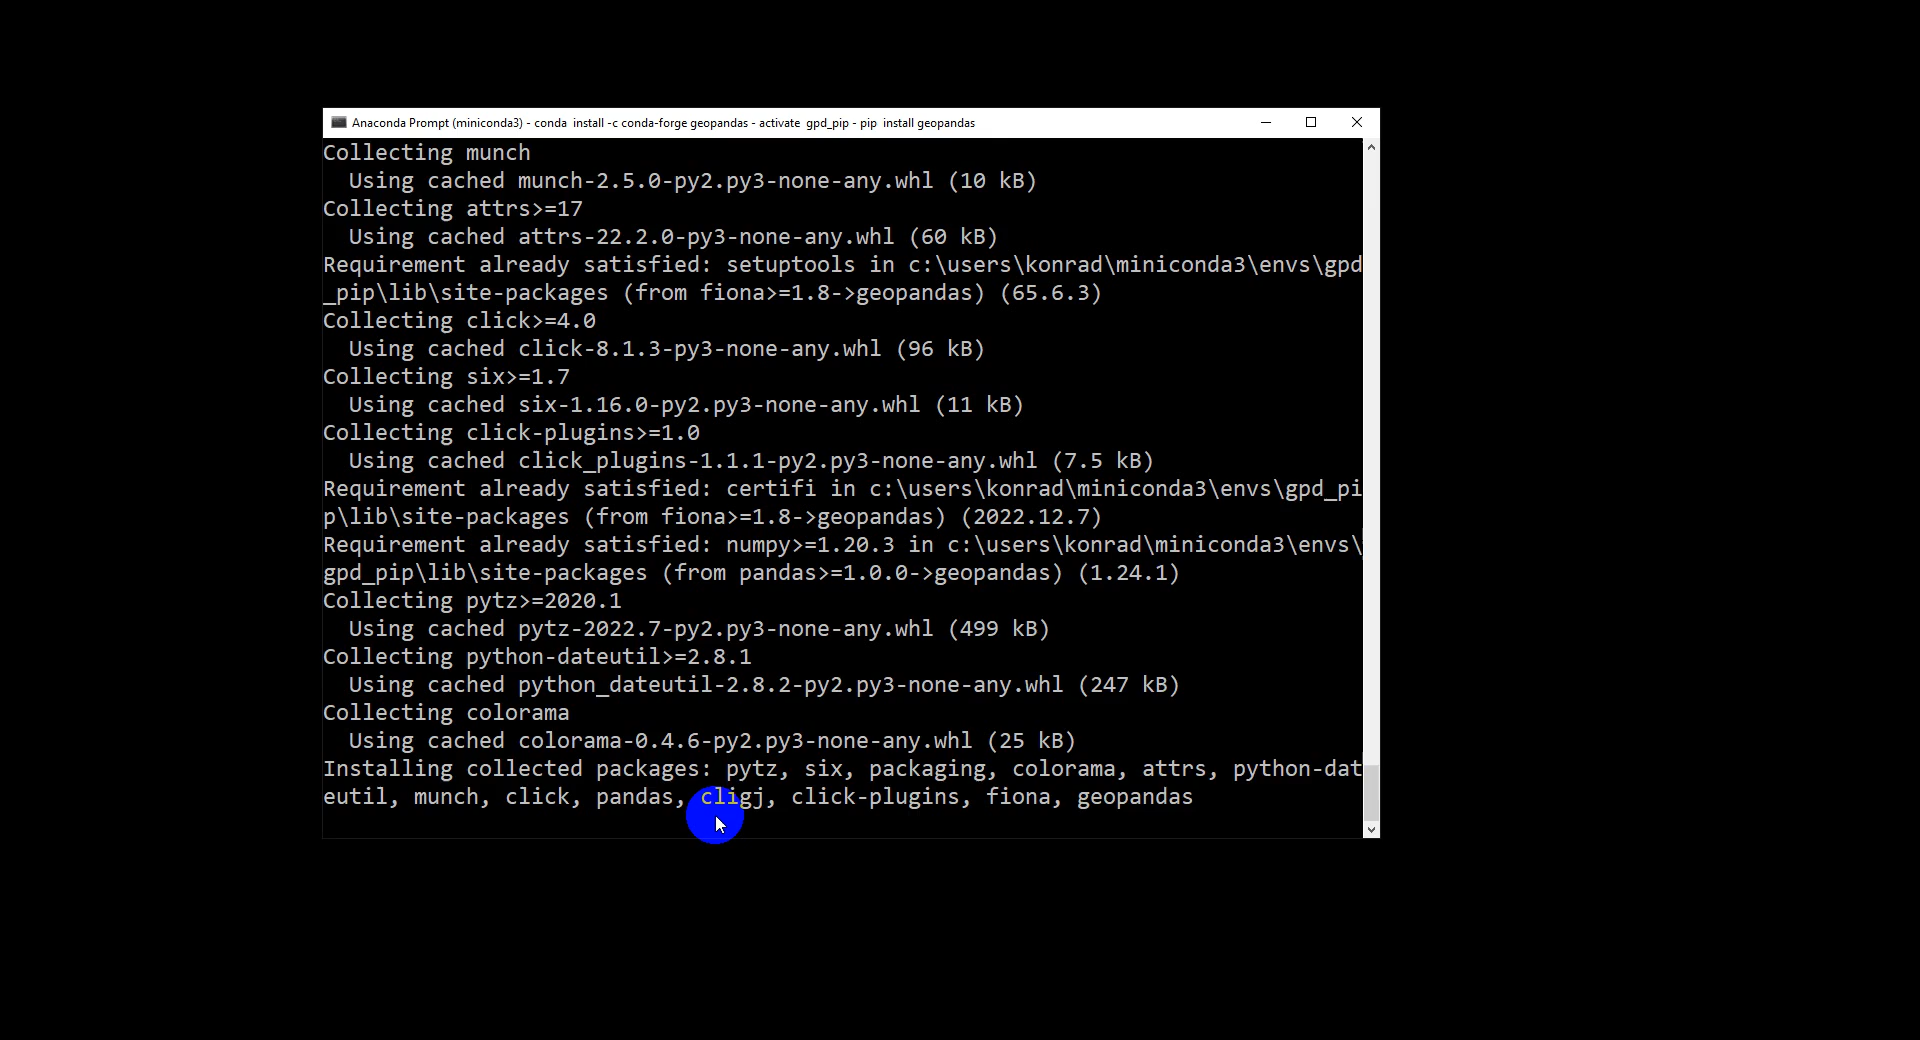 Anaconda Prompt (miniconda3) - conda  install -c conda-forge geopandas - activate  gpd_pip - pip  install geopandas
Collecting munch
  Using cached munch-2.5.0-py2.py3-none-any.whl (10 kB)
Collecting attrs>=17
  Using cached attrs-22.2.0-py3-none-any.whl (60 kB)
Requirement already satisfied: setuptools in c:\users\konrad\miniconda3\envs\gpd
_pip\lib\site-packages (from fiona>=1.8->geopandas) (65.6.3)
Collecting click>=4.0
  Using cached click-8.1.3-py3-none-any.whl (96 kB)
Collecting six>=1.7
  Using cached six-1.16.0-py2.py3-none-any.whl (11 kB)
Collecting click-plugins>=1.0
  Using cached click_plugins-1.1.1-py2.py3-none-any.whl (7.5 kB)
Requirement already satisfied: certifi in c:\users\konrad\miniconda3\envs\gpd_pi
p\lib\site-packages (from fiona>=1.8->geopandas) (2022.12.7)
Requirement already satisfied: numpy>=1.20.3 in c:\users\konrad\miniconda3\envs\
gpd_pip\lib\site-packages (from pandas>=1.0.0->geopandas) (1.24.1)
Collecting pytz>=2020.1
  Using cached pytz-2022.7-py2.py3-none-any.whl (499 kB)
Collecting python-dateutil>=2.8.1
  Using cached python_dateutil-2.8.2-py2.py3-none-any.whl (247 kB)
Collecting colorama
  Using cached colorama-0.4.6-py2.py3-none-any.whl (25 kB)
Installing collected packages: pytz, six, packaging, colorama, attrs, python-dat
eutil, munch, click, pandas, cligj, click-plugins, fiona, geopandas